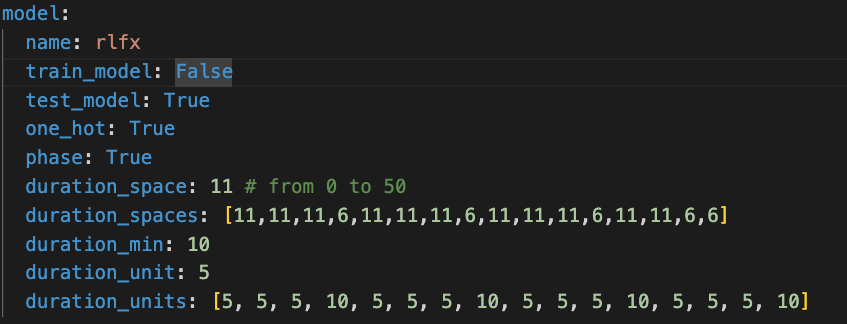 model:
name: rlfx
train_model: False
test_model: True
one_hot: True
phase: True
duration_space: 11 # from 0 to 50
duration_spaces: [11,11,11,6,11,11,11,6,11,11,11,6,11,11,6,6]
duration_min: 10
duration_unit: 5
duration_units: [5, 5, 5, 10, 5, 5, 5, 10, 5, 5, 5, 10, 5, 5, 5, 10]